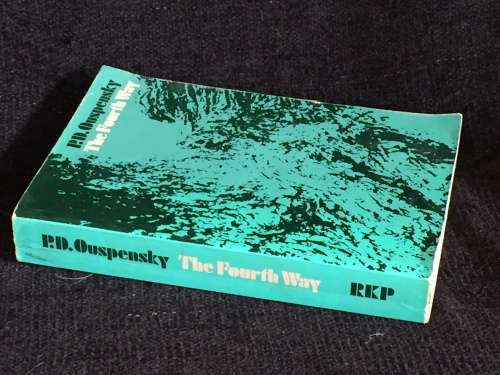 P.D. Ouspensky
The Fourth Way
P.D. Ouspensky The Fourth Way RKP